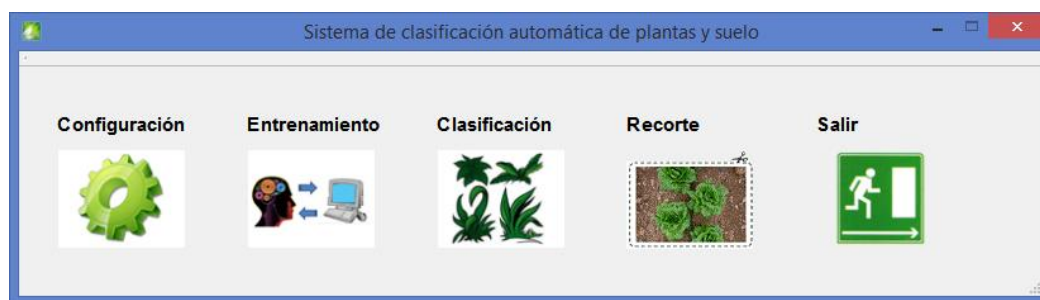 Sistema de clasificación automática de plantas y suelo
Configuración Entrenamiento Clasificación Recorte Salir